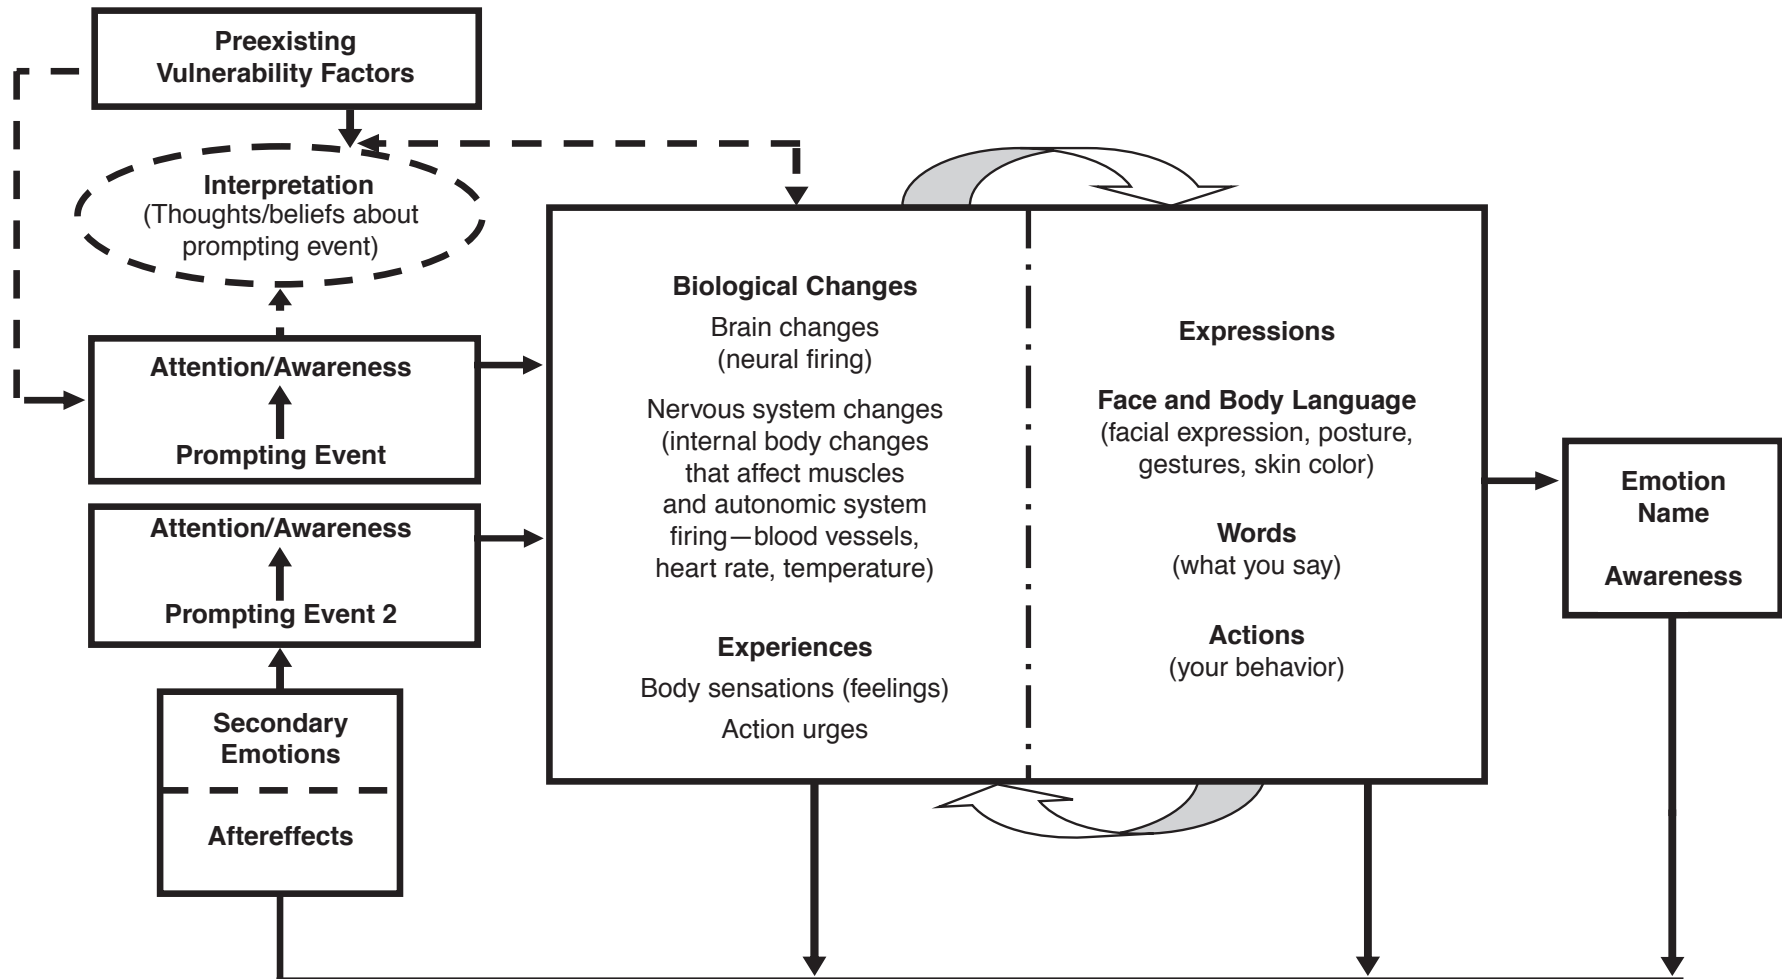 Preexisting
Vulnerability Factors
Interpretation
(Thoughts/beliefs about
prompting event)
Attention/Awareness
Prompting Event
Attention/Awareness
Prompting Event 2
Secondary
Emotions
Aftereffects
Biological Changes
Brain changes
(neural firing)
Nervous system changes
(internal body changes
that affect muscles
and autonomic system
firing—blood vessels,
heart rate, temperature)
Experiences
Body sensations (feelings)
Action urges
Expressions
Face and Body Language
(facial expression, posture,
gestures, skin color)
Words
(what you say)
Actions
(your behavior)
Emotion
Name
Awareness